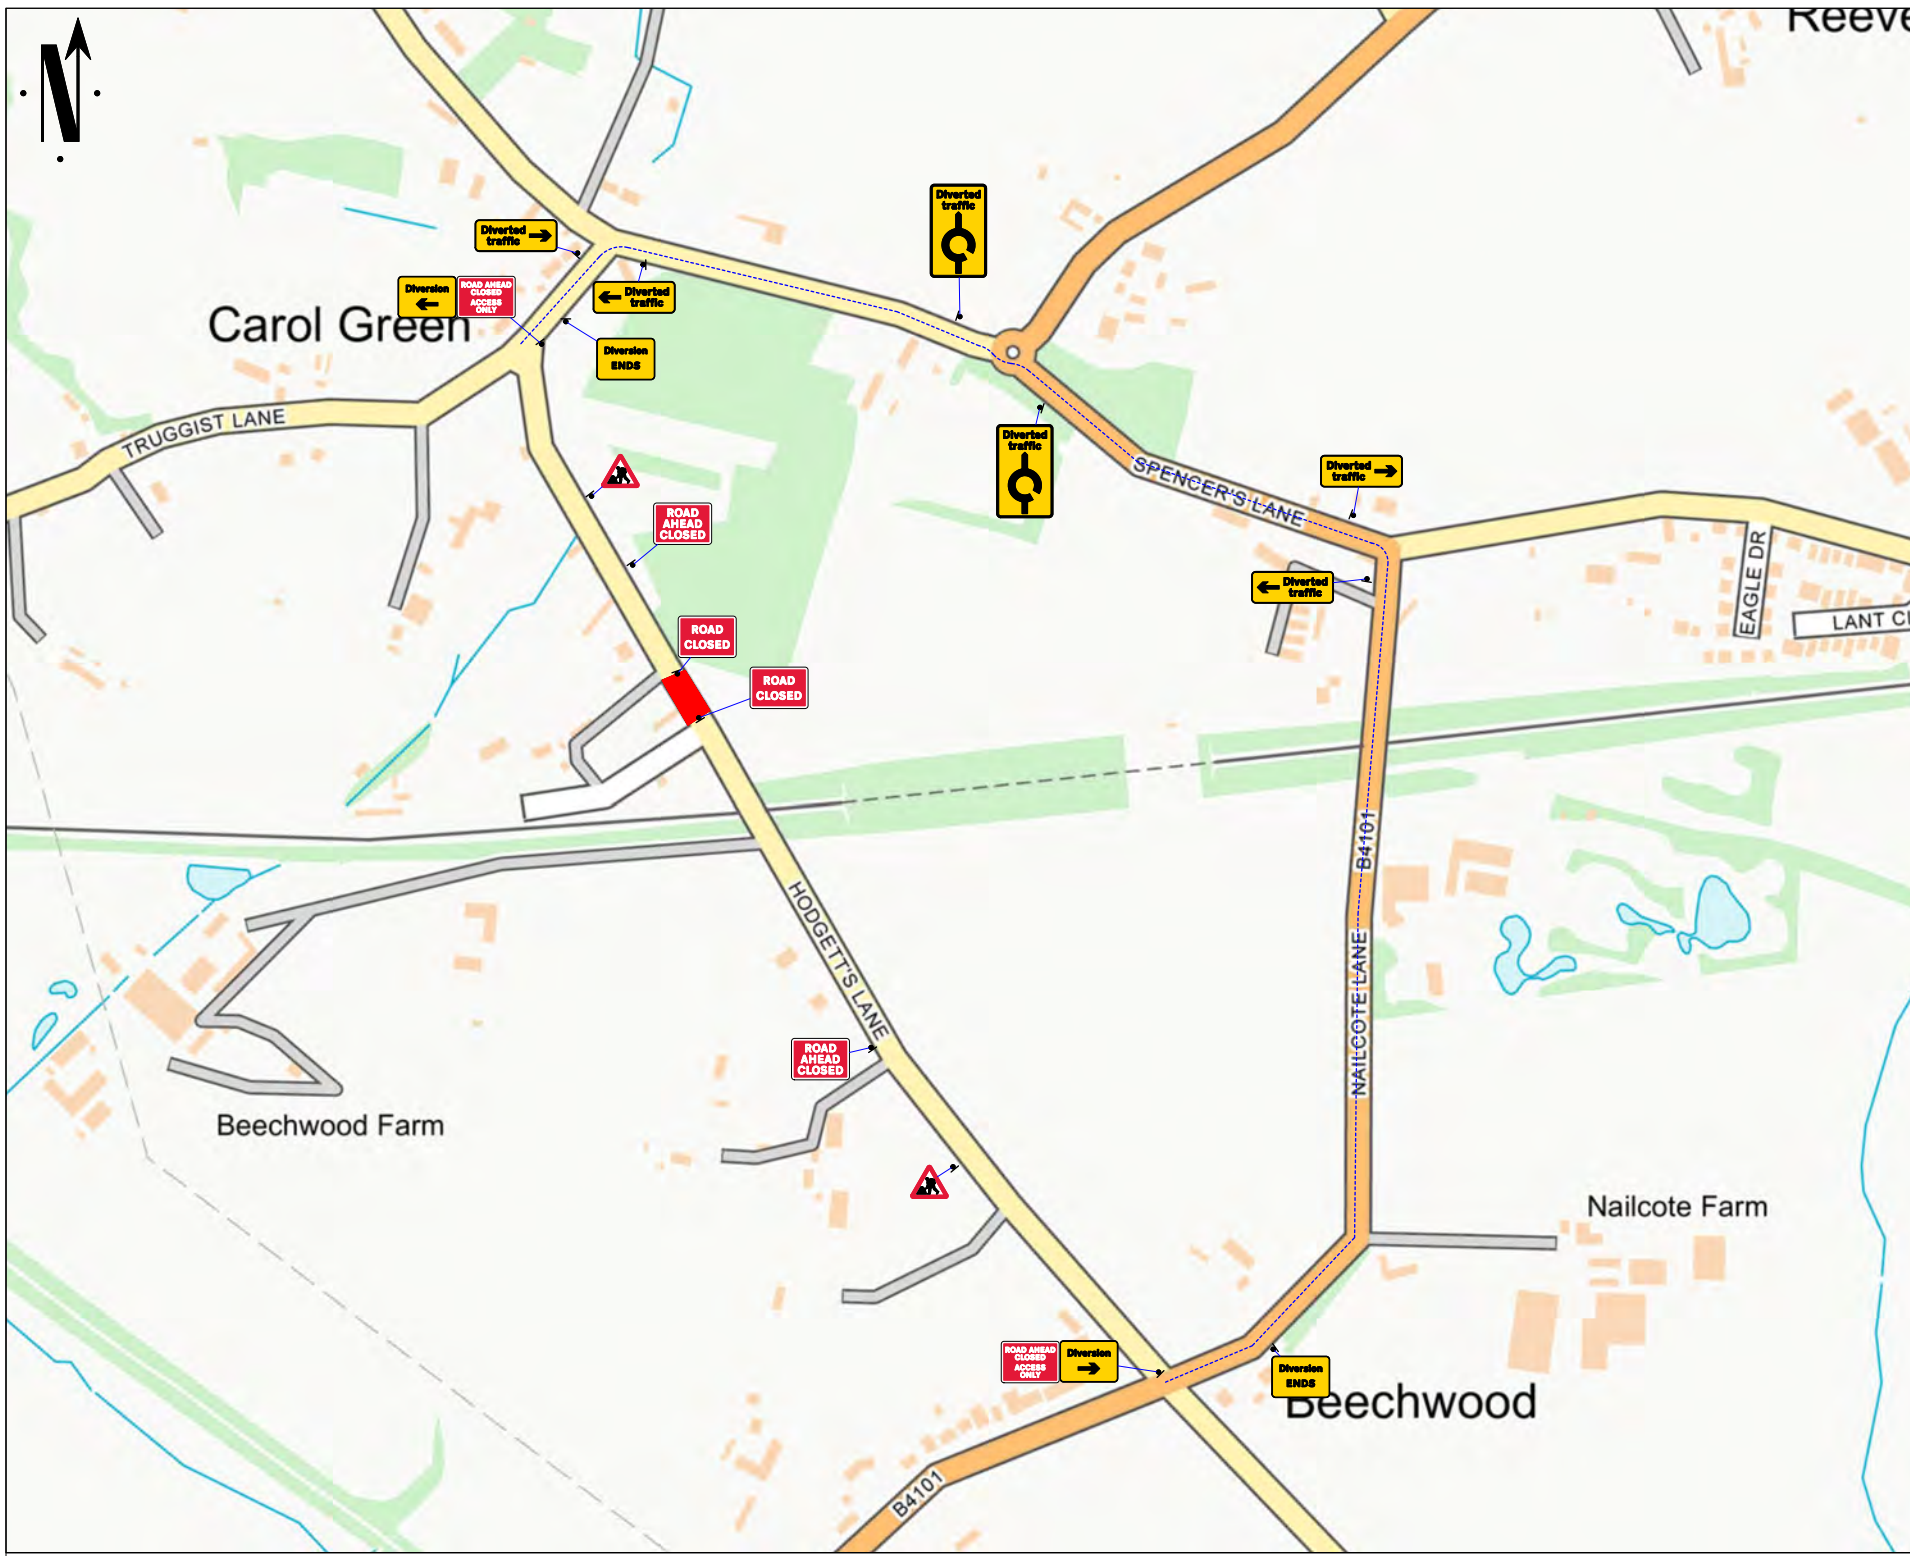 Reeve
N
Diverted
traffic
Diverted
traffic
Diversion
ROAD AHEAD
CLOSED
ACCESS
ONLY
Diverted
traffic
Carol Green
Diversion
ENDS
TRUGGIST LANE
Diverted
traffic
SPENCER'S LANE
Diverted
traffic
ROAD
AHEAD
CLOSED
Diverted
traffic
EAGLE DR
LANT C
ROAD
CLOSED
ROAD
CLOSED
B4101
HODGETT'S LANE
NAILCOTE LANE
ROAD
AHEAD
CLOSED
Beechwood Farm
Nailcote Farm
ROAD AHEAD
CLOSED
ACCESS
ONLY
Diversion
Diversion
ENDS
Beechwood
B4101